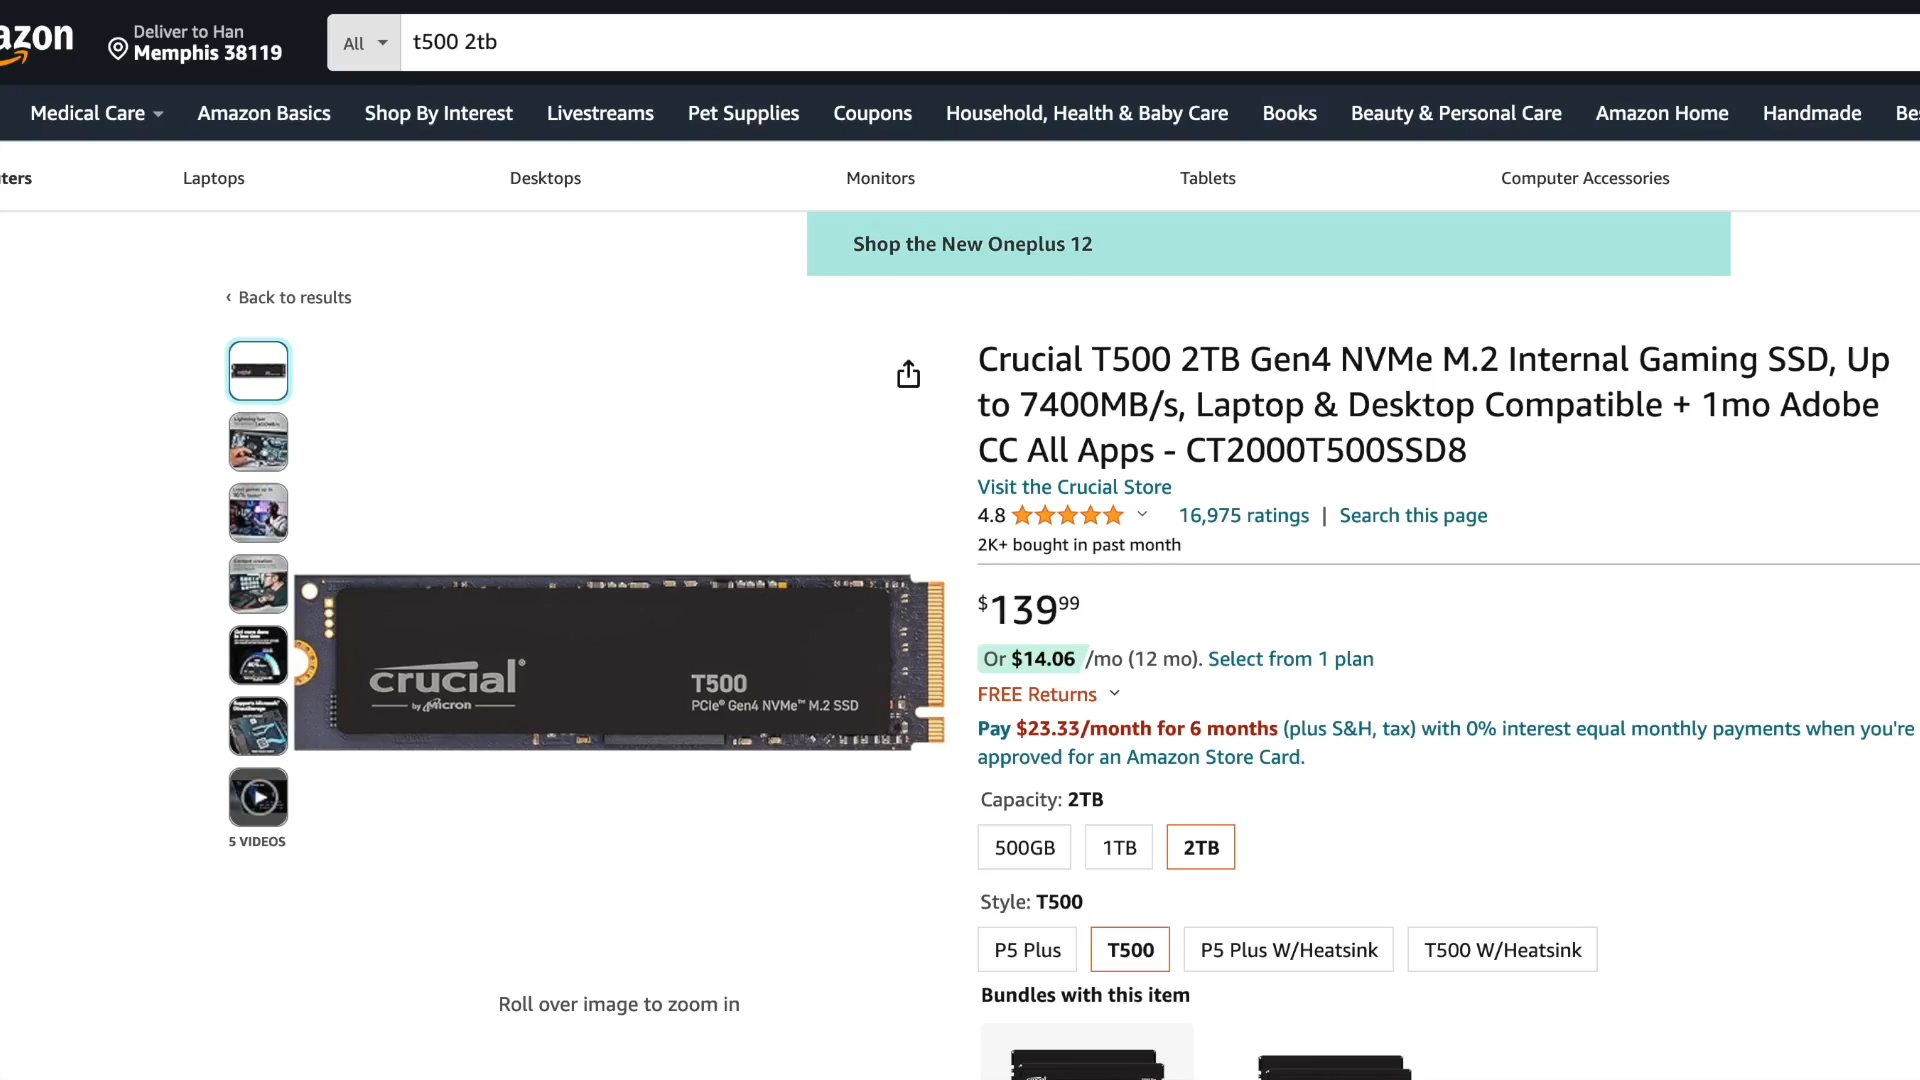 azon
Deliver to Han
Memphis 38119
All
t500 2tb
Medical Care
Amazon Basics
Shop By Interest
Livestreams
Pet Supplies
Coupons
Household, Health & Baby Care
Books
Beauty & Personal Care
Amazon Home
Handmade
Be
ters
Laptops
Desktops
Monitors
Tablets
Computer Accessories
Shop the New Oneplus 12
‹ Back to results
Crucial T500 2TB Gen4 NVMe M.2 Internal Gaming SSD, Up
to 7400MB/s, Laptop & Desktop Compatible + 1mo Adobe
CC All Apps - CT2000T500SSD8
Visit the Crucial Store
4.8
16,975 ratings | Search this page
2K+ bought in past month
$139 99
Or $14.06 /mo (12 mo). Select from 1 plan
FREE Returns
Pay $23.33/month for 6 months (plus S&H, tax) with 0% interest equal monthly payments when you're
approved for an Amazon Store Card.
Capacity: 2TB
500GB
1TB
2TB
Style: T500
P5 Plus
T500
P5 Plus W/Heatsink
T500 W/Heatsink
Bundles with this item
crucial®
by Micron
T500
PCIe® Gen4 NVMe™ M.2 SSD
5 VIDEOS
Roll over image to zoom in